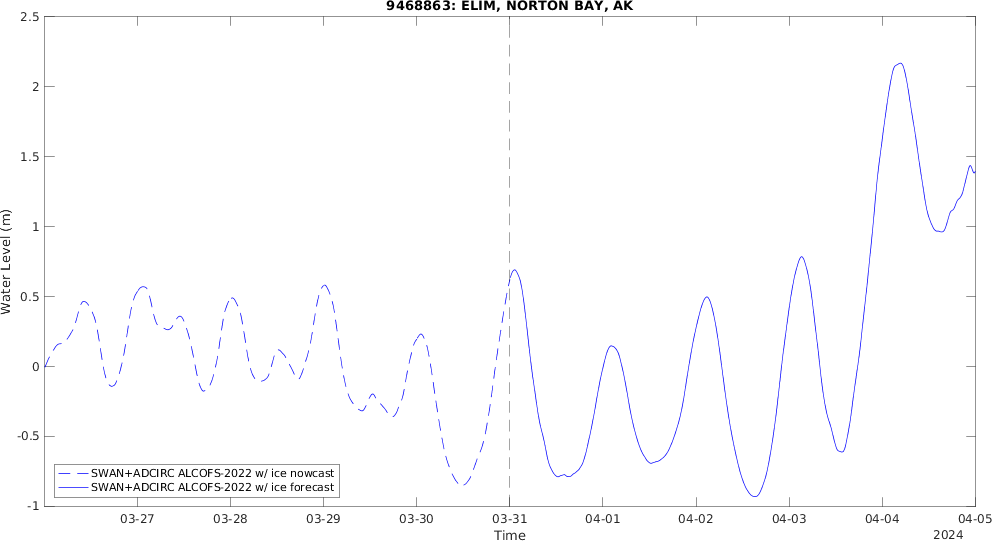 9468863: ELIM, NORTON BAY, AK
2.5
2
1.5
1
0.5
0
-0.5
-1
Water Level (m)
SWAN+ADCIRC ALCOFS-2022 w/ ice nowcast
SWAN+ADCIRC ALCOFS-2022 w/ ice forecast
03-27 03-28 03-29 03-30 03-31 04-01 04-02 04-03 04-04 04-05
Time
2024